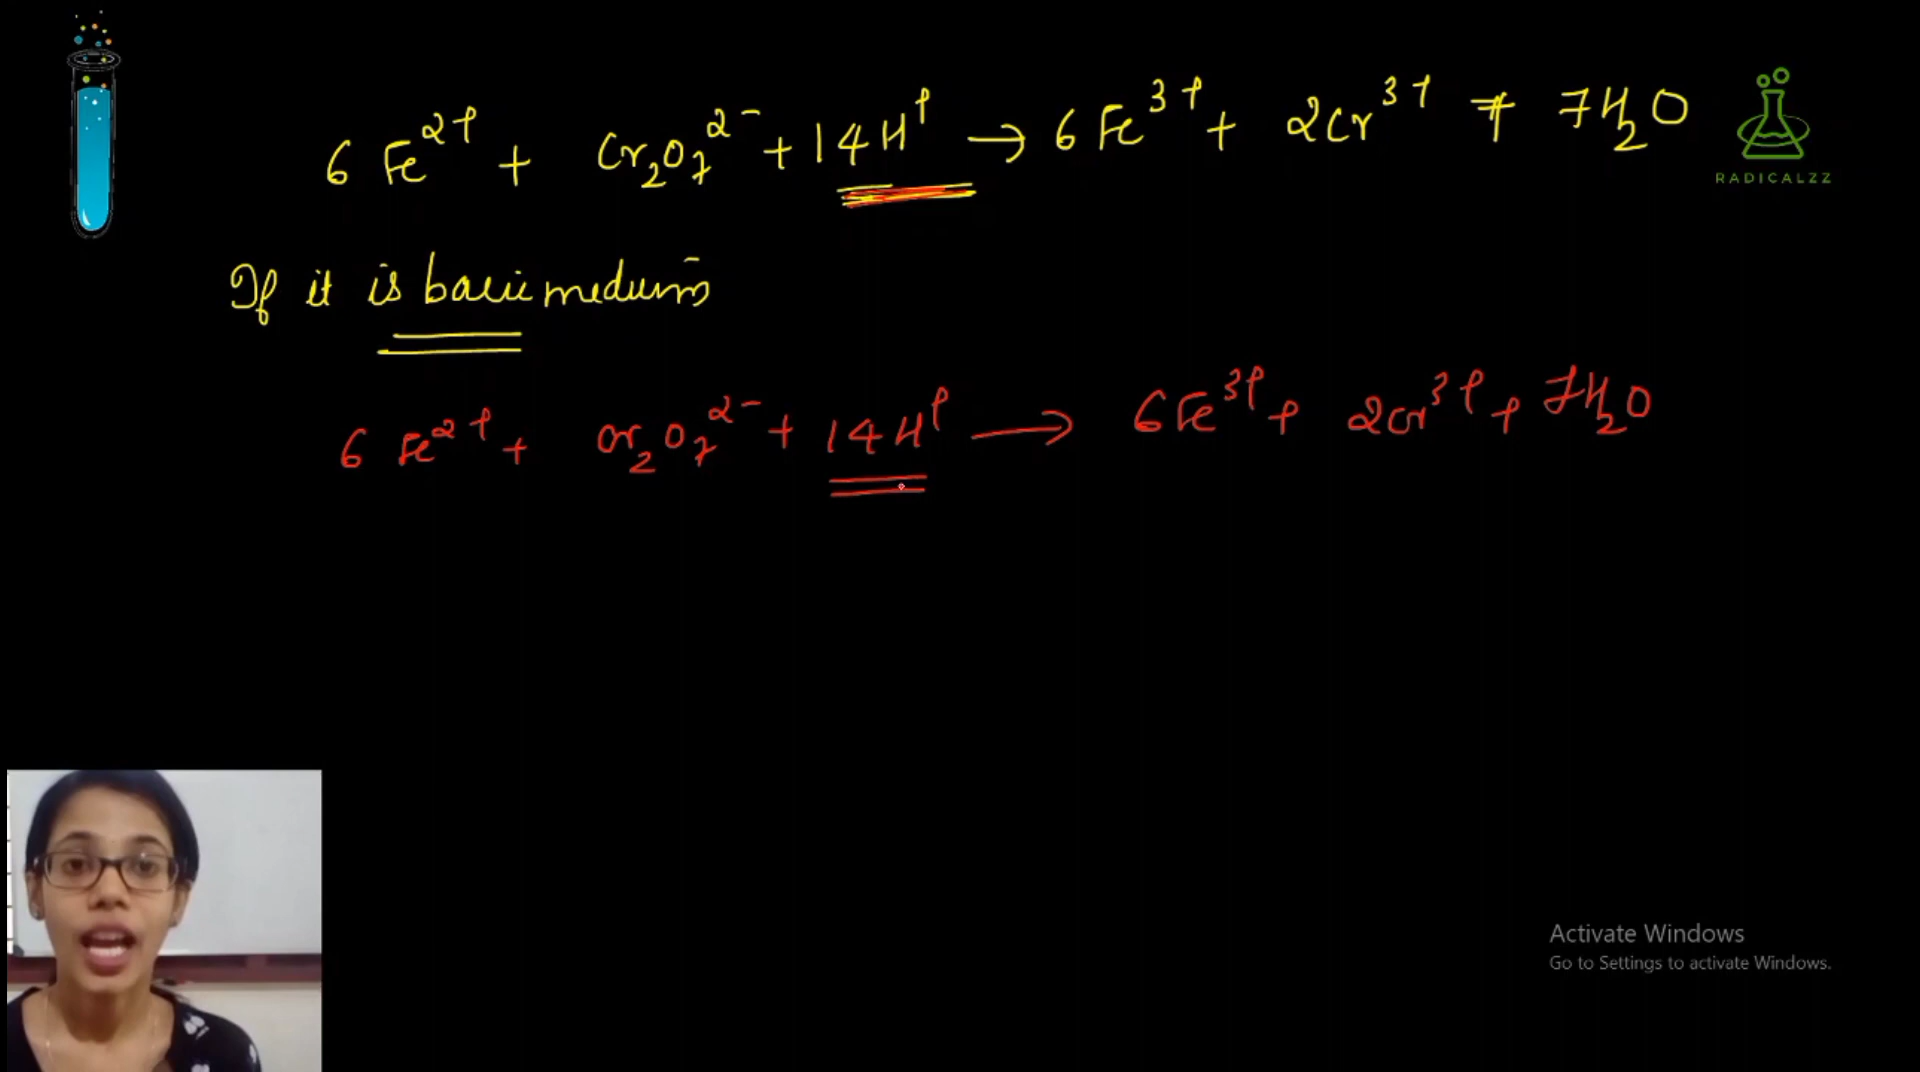 6 Fe²⁺ + Cr₂O₇²⁻ + 14H⁺ → 6 Fe³⁺ + 2Cr³⁺ + 7H₂O
RADICALZZ
If it is basic medium
6 Fe²⁺ + Cr₂O₇²⁻ + 14H⁺ → 6Fe³⁺ + 2Cr³⁺ + 7H₂O
Activate Windows
Go to Settings to activate Windows.